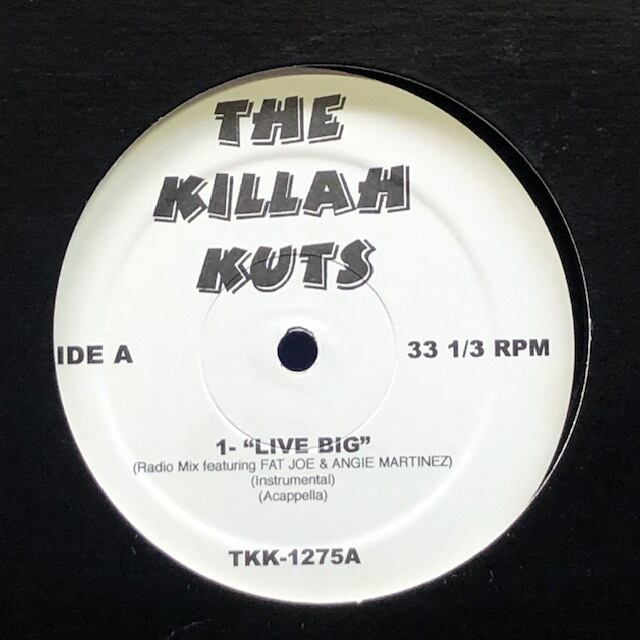 THE
KILLAH
KUTS
IDE A
33 1/3 RPM
1- “LIVE BIG”
(Radio Mix featuring FAT JOE & ANGIE MARTINEZ)
(Instrumental)
(Acappella)
TKK-1275A